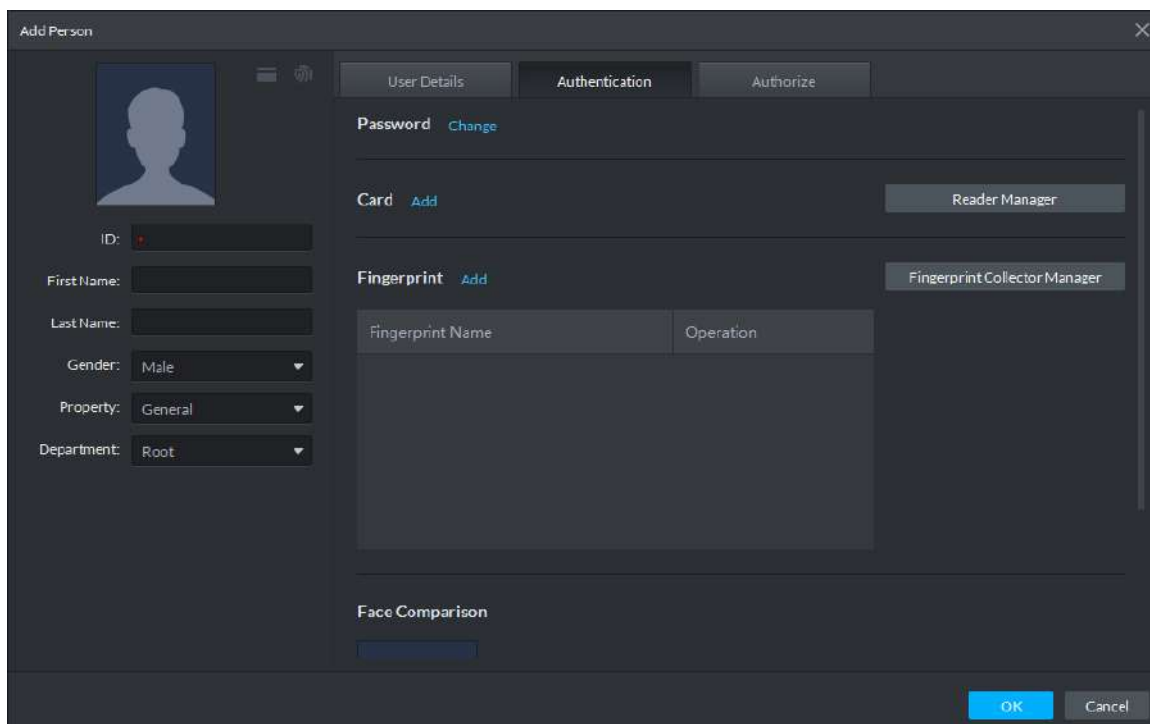 Add Person
User Details
Authentication
Authorize
Password Change
Card Add
Reader Manager
ID:
First Name:
Fingerprint Add
Fingerprint Collector Manager
Last Name:
Fingerprint Name
Operation
Gender: Male
Property: General
Department: Root
Face Comparison
OK
Cancel